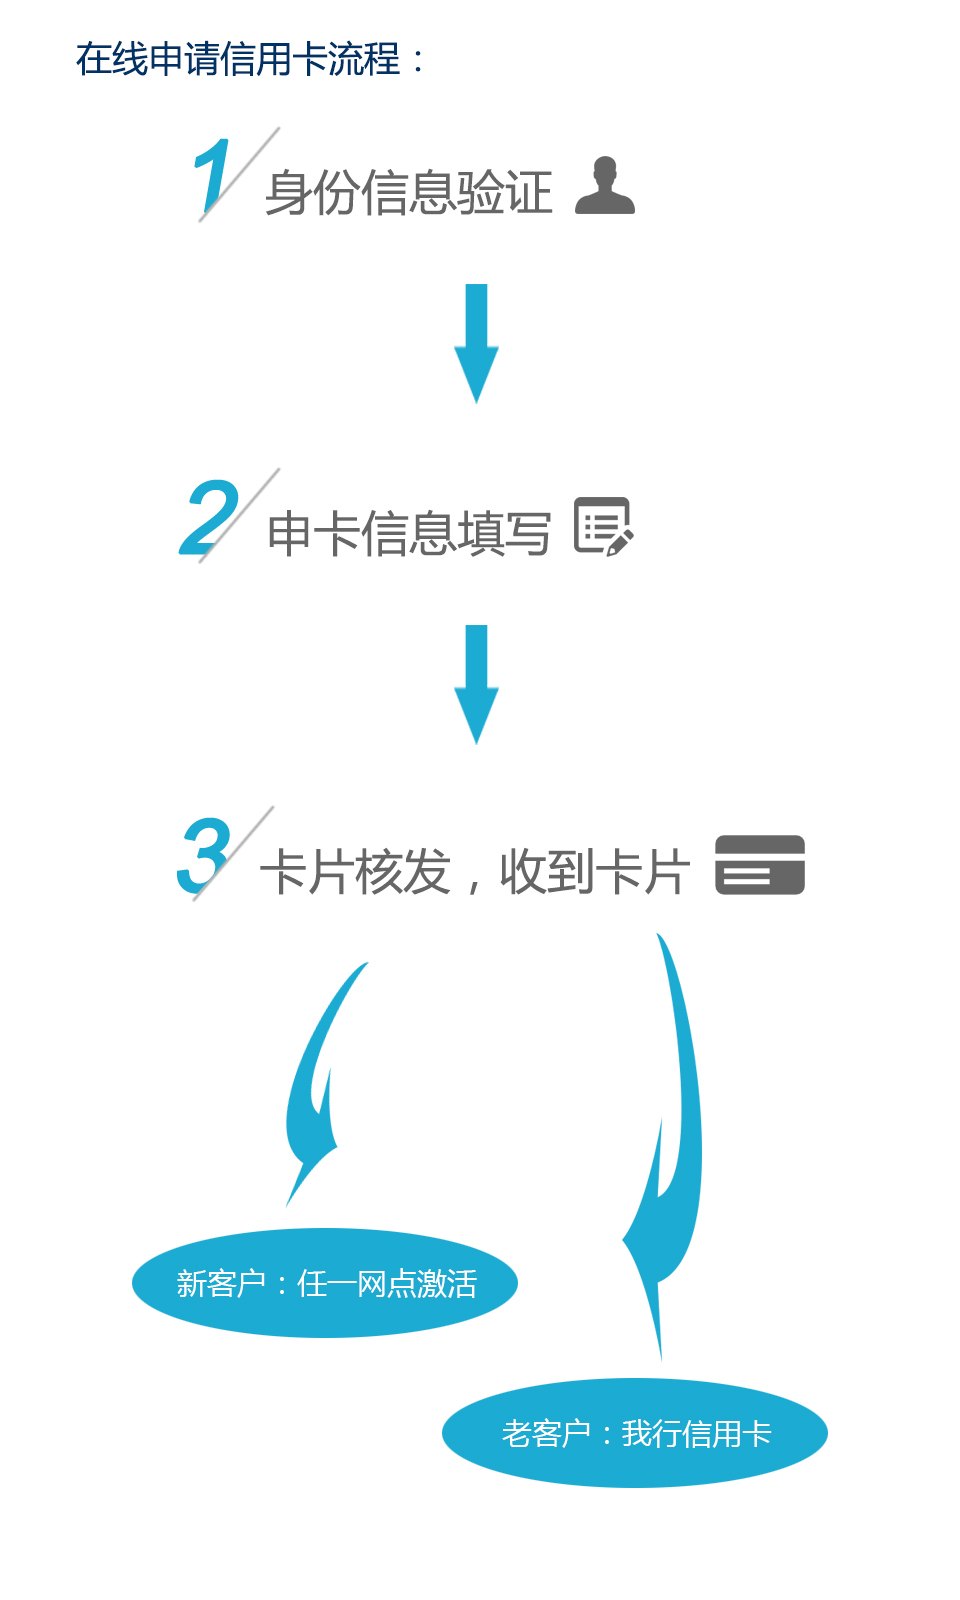 在线申请信用卡流程：
1 身份信息验证
2 申卡信息填写
3 卡片核发，收到卡片
新客户：任一网点激活
老客户：我行信用卡